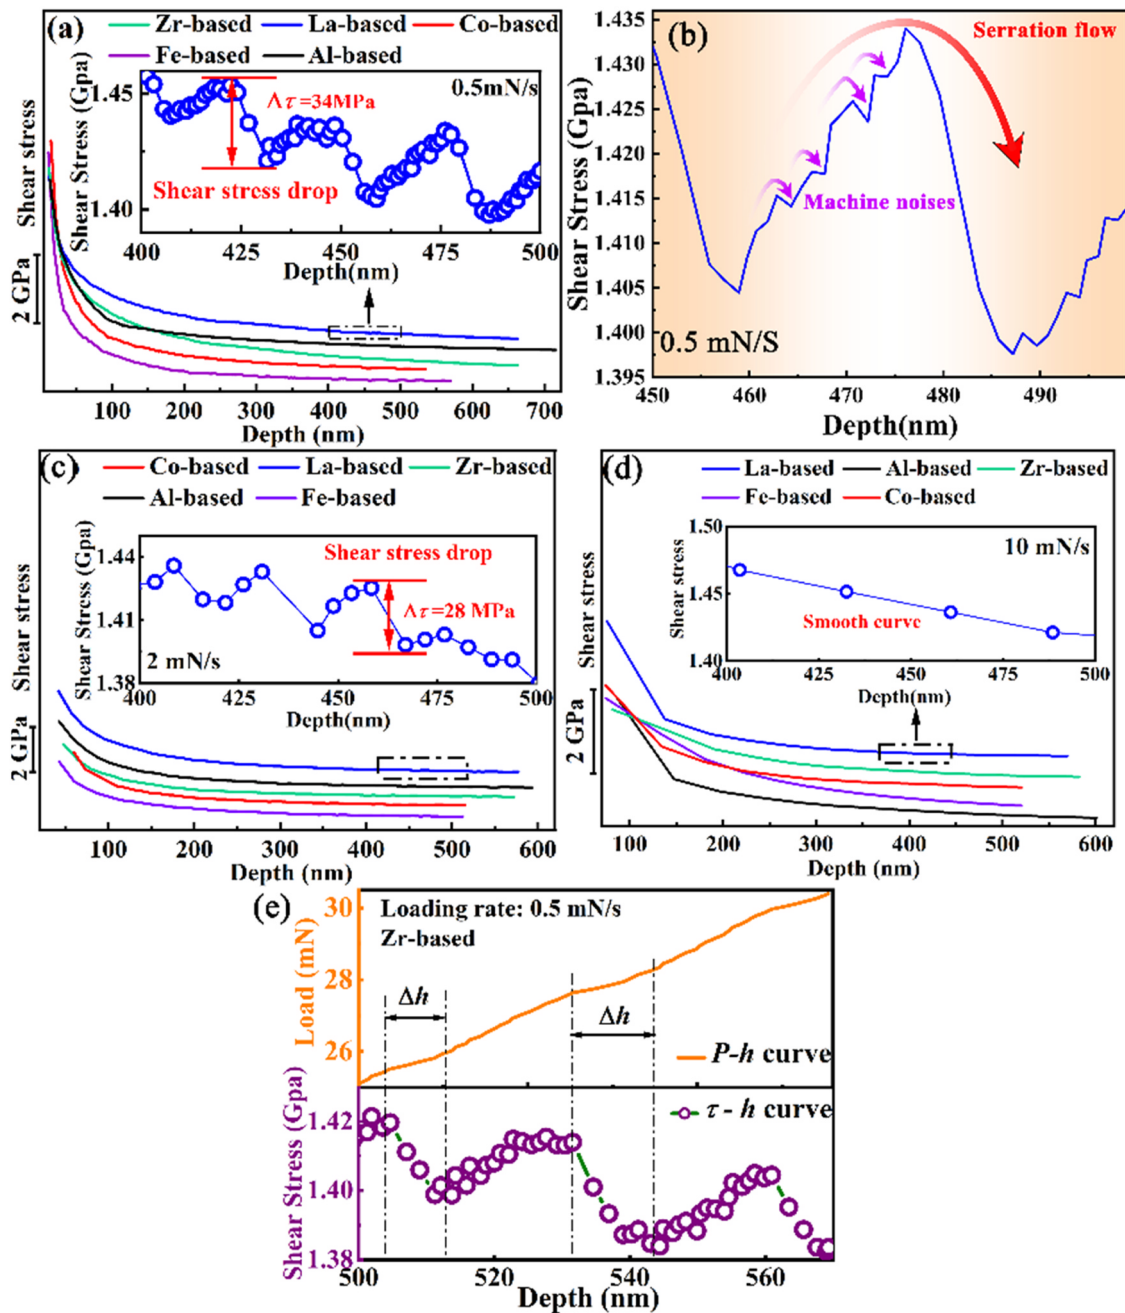 (a)
Zr-based La-based Co-based
Fe-based Al-based
Shear stress
2 GPa
Shear Stress (Gpa)
1.45
1.40
0.5mN/s
Λτ=34MPa
Shear stress drop
400 425 450 475 500
Depth(nm)
100 200 300 400 500 600 700
Depth (nm)
(b)
Shear Stress (Gpa)
1.435
1.430
1.425
1.420
1.415
1.410
1.405
1.400
1.395
Serration flow
Machine noises
0.5 mN/S
450 460 470 480 490
Depth(nm)
(c)
Co-based La-based Zr-based
Al-based Fe-based
Shear stress
2 GPa
Shear Stress (Gpa)
1.44
1.41
1.38
Shear stress drop
Λτ=28 MPa
2 mN/s
400 425 450 475 500
Depth(nm)
100 200 300 400 500 600
Depth (nm)
(d)
La-based Al-based Zr-based
Fe-based Co-based
Shear stress
2 GPa
Shear stress
1.50
1.45
1.40
10 mN/s
Smooth curve
400 425 450 475 500
Depth(nm)
100 200 300 400 500 600
Depth (nm)
(e)
Load (mN)
30
28
26
Loading rate: 0.5 mN/s
Zr-based
Δh
Δh
P-h curve
Shear Stress (Gpa)
1.42
1.40
1.38
τ - h curve
500 520 540 560
Depth (nm)